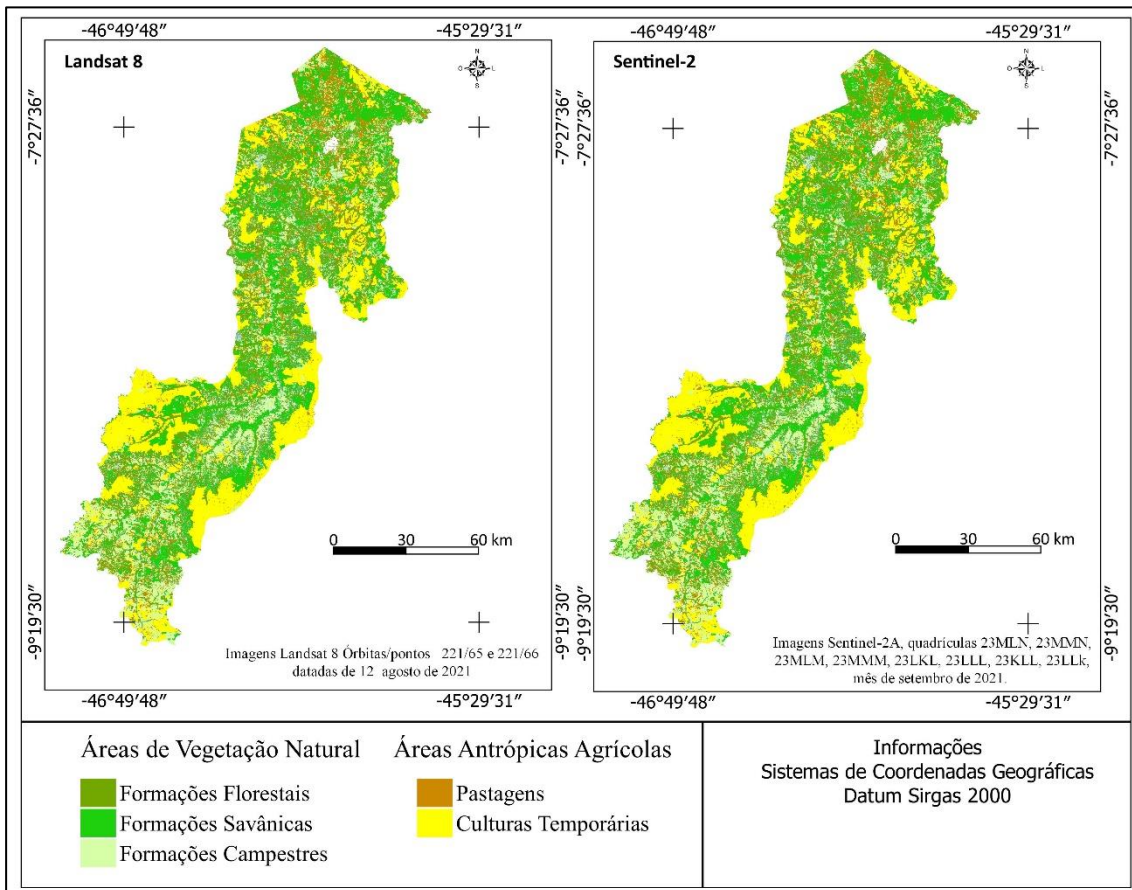 -46°49'48"
-45°29'31"
-46°49'48"
-45°29'31"
Landsat 8
N
O
L
S
-7°27'36"
-7°27'36"
-9°19'30"
-9°19'30"
0
30
60 km
Imagens Landsat 8 Órbitas/pontos 221/65 e 221/66
datadas de 12 agosto de 2021
-46°49'48"
-45°29'31"
Sentinel-2
N
O
L
S
-7°27'36"
-7°27'36"
-9°19'30"
-9°19'30"
0
30
60 km
Imagens Sentinel-2A, quadrículas 23MLN, 23MMN,
23MLM, 23MMM, 23LKL, 23LLL, 23KLL, 23LLk,
mês de setembro de 2021.
-46°49'48"
-45°29'31"
Áreas de Vegetação Natural
Formações Florestais
Formações Savânicas
Formações Campestres
Áreas Antrópicas Agrícolas
Pastagens
Culturas Temporárias
Informações
Sistemas de Coordenadas Geográficas
Datum Sirgas 2000